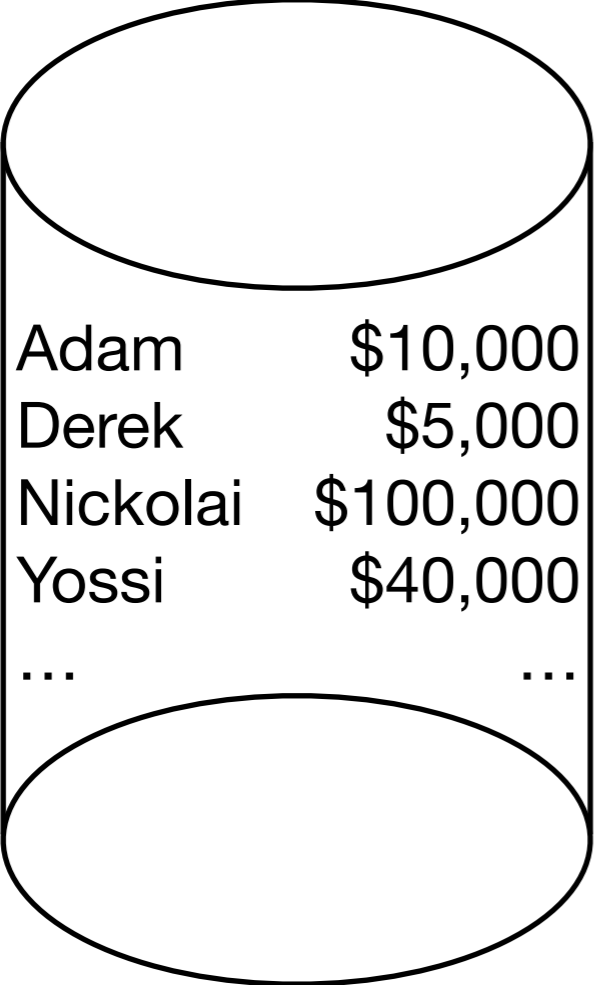 Adam $10,000
Derek $5,000
Nickolai $100,000
Yossi $40,000
... ...